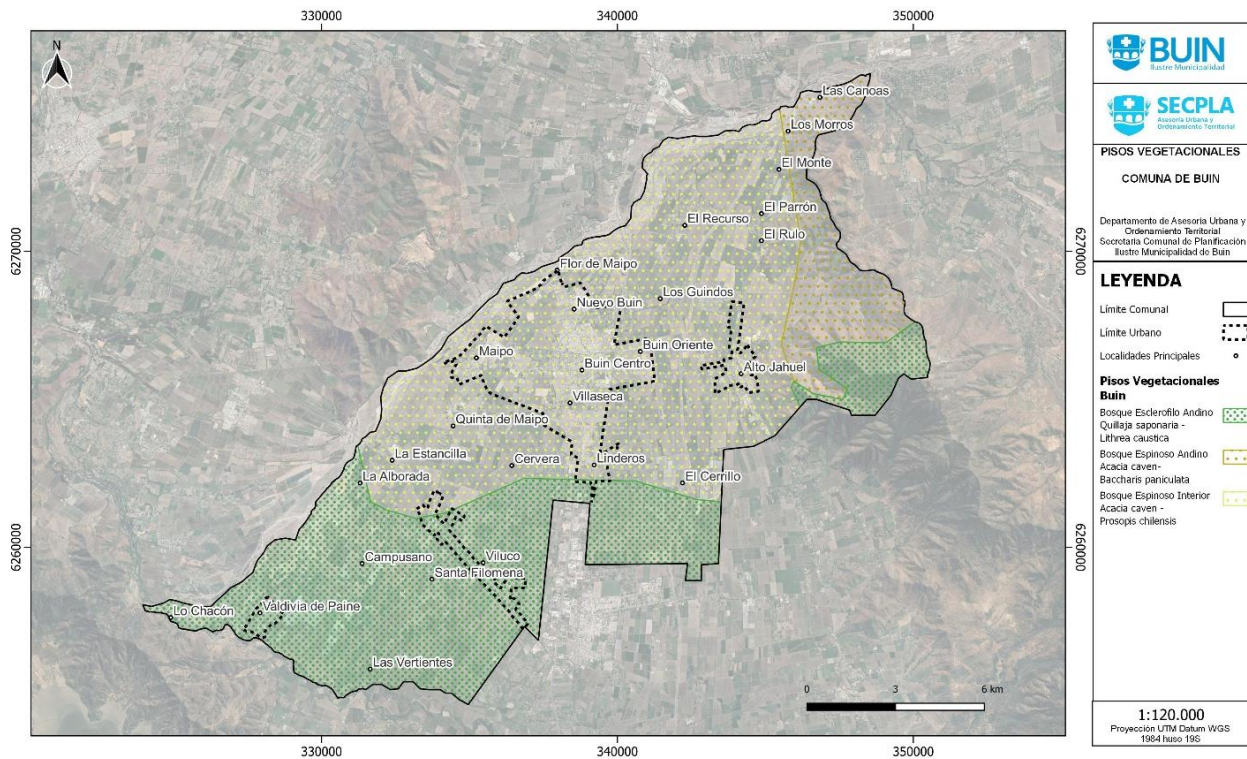 330000
340000
350000
N
6270000
6260000
Las Canoas
Los Morros
El Monte
El Parrón
El Recurso
El Rulo
Flor de Maipo
Los Guindos
Nuevo Buin
Buin Oriente
Maipo
Buin Centro
Alto Jahuel
Villaseca
Quinta de Maipo
La Estancilla
Cervera
Linderos
La Alborada
El Cerrillo
Campusano
Viluco
Santa Filomena
Lo Chacón
Valdivia de Paine
Las Vertientes
0 3 6 km
330000
340000
350000
6270000
6260000
BUIN
Ilustre Municipalidad
SECPLA
Asesoría Urbana y
Ordenamiento Territorial
PISOS VEGETACIONALES
COMUNA DE BUIN
Departamento de Asesoría Urbana y
Ordenamiento Territorial
Secretaría Comunal de Planificación
Ilustre Municipalidad de Buin
LEYENDA
Límite Comunal
Límite Urbano
Localidades Principales
Pisos Vegetacionales
Buin
Bosque Esclerofilo Andino
Quillaja saponaria -
Lithrea caustica
Bosque Espinoso Andino
Acacia caven-
Baccharis paniculata
Bosque Espinoso Interior
Acacia caven -
Prosopis chilensis
1:120.000
Proyección UTM Datum WGS
1984 huso 19S